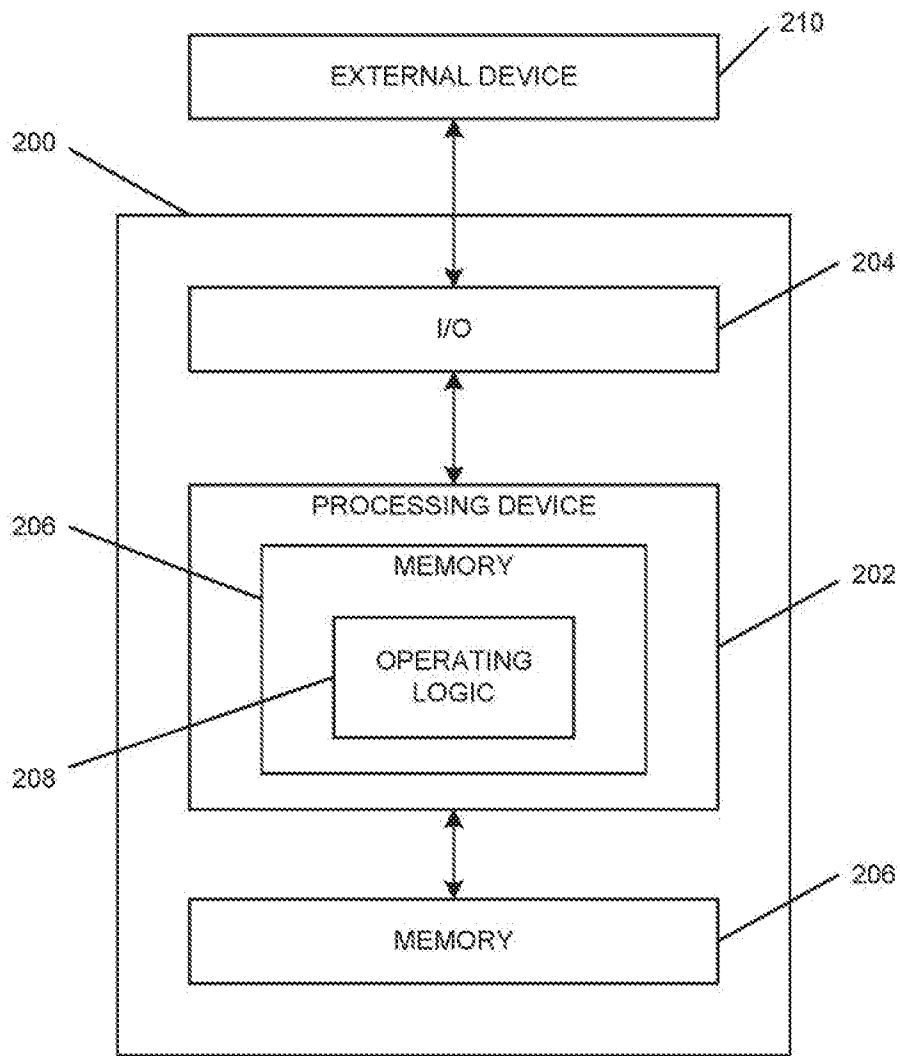 210
EXTERNAL DEVICE
200
204
I/O
PROCESSING DEVICE
206
MEMORY
202
OPERATING
LOGIC
208
206
MEMORY